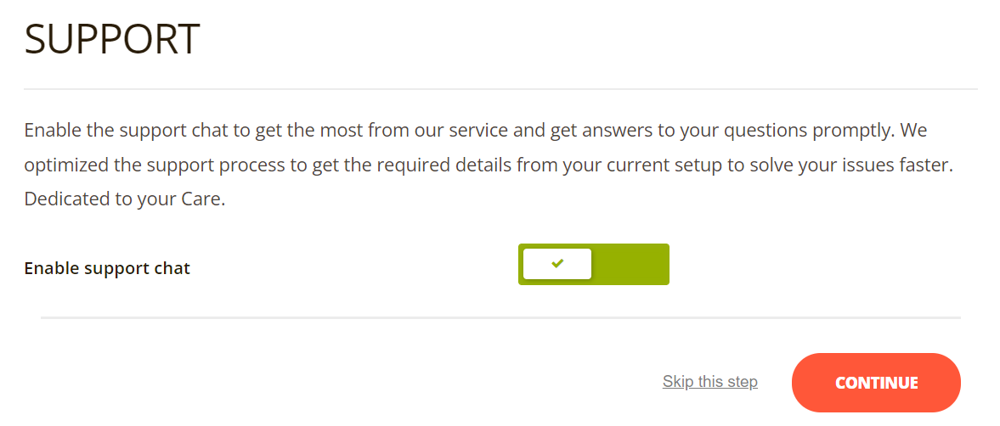 SUPPORT
Enable the support chat to get the most from our service and get answers to your questions promptly. We
optimized the support process to get the required details from your current setup to solve your issues faster.
Dedicated to your Care.
Enable support chat
Skip this step
CONTINUE